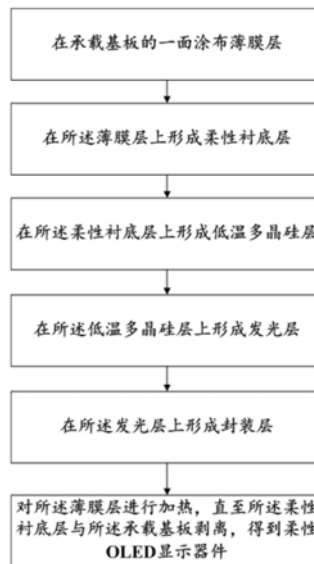 在承载基板的一面涂布薄膜层
在所述薄膜层上形成柔性衬底层
在所述柔性衬底层上形成低温多晶硅层
在所述低温多晶硅层上形成发光层
在所述发光层上形成封装层
对所述薄膜层进行加热，直至所述柔性
衬底层与所述承载基板剥离，得到柔性
OLED显示器件